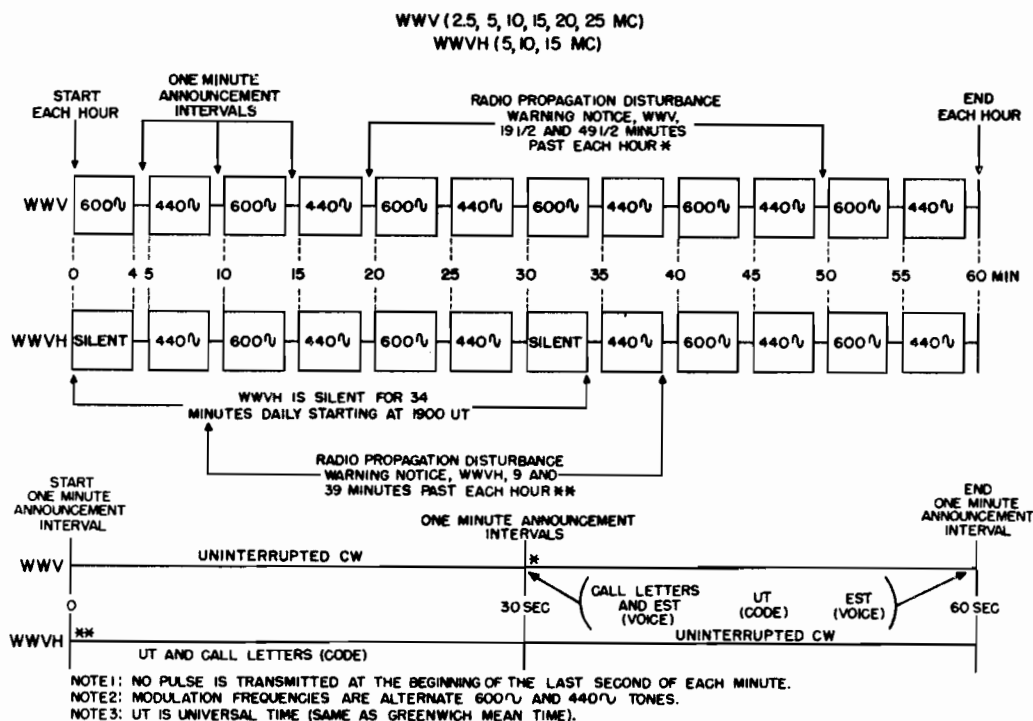 WWV (2.5, 5, 10, 15, 20, 25 MC)
WWVH (5, 10, 15 MC)
START
EACH HOUR
ONE MINUTE
ANNOUNCEMENT
INTERVALS
RADIO PROPAGATION DISTURBANCE
WARNING NOTICE, WWV,
19 1/2 AND 49 1/2 MINUTES
PAST EACH HOUR *
END
EACH HOUR
WWV 600∿ 440∿ 600∿ 440∿ 600∿ 440∿ 600∿ 440∿ 600∿ 440∿ 600∿ 440∿
0 4 5 10 15 20 25 30 35 40 45 50 55 60 MIN
WWVH SILENT 440∿ 600∿ 440∿ 600∿ 440∿ SILENT 440∿ 600∿ 440∿ 600∿ 440∿
WWVH IS SILENT FOR 34
MINUTES DAILY STARTING AT 1900 UT
RADIO PROPAGATION DISTURBANCE
WARNING NOTICE, WWVH, 9 AND
39 MINUTES PAST EACH HOUR **
START
ONE MINUTE
ANNOUNCEMENT
INTERVAL
ONE MINUTE ANNOUNCEMENT
INTERVALS
END
ONE MINUTE
ANNOUNCEMENT
INTERVAL
WWV UNINTERRUPTED CW *
0 30 SEC 60 SEC
(CALL LETTERS
AND EST
(VOICE)
UT
(CODE)
EST
(VOICE))
WWVH ** UNINTERRUPTED CW
UT AND CALL LETTERS (CODE)
NOTE 1: NO PULSE IS TRANSMITTED AT THE BEGINNING OF THE LAST SECOND OF EACH MINUTE.
NOTE 2: MODULATION FREQUENCIES ARE ALTERNATE 600∿ AND 440∿ TONES.
NOTE 3: UT IS UNIVERSAL TIME (SAME AS GREENWICH MEAN TIME).